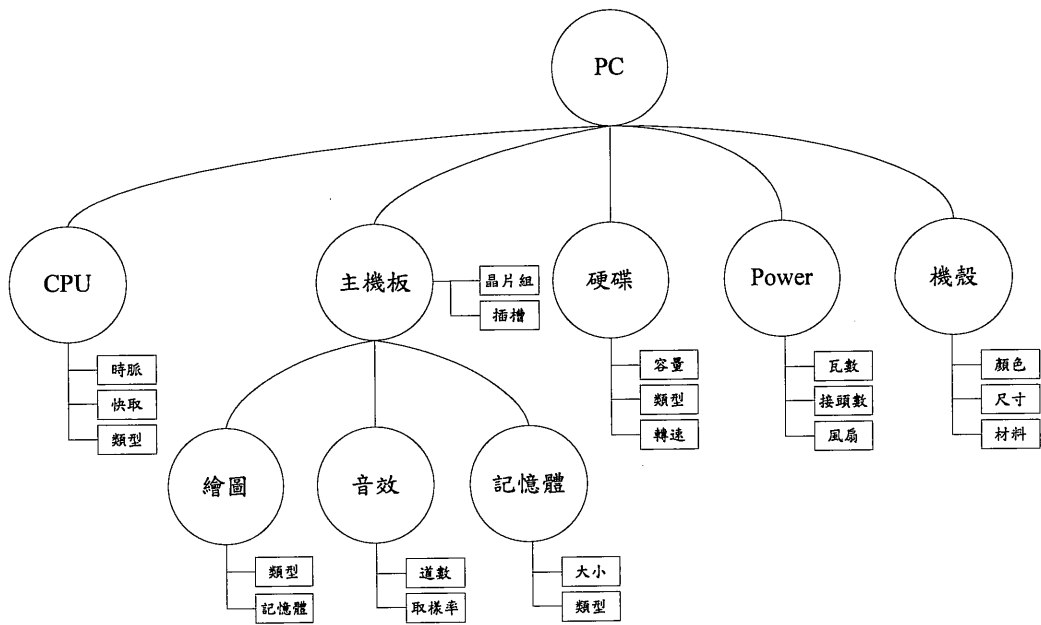 PC
CPU
時脈
快取
類型
主機板
晶片組
插槽
繪圖
類型
記憶體
音效
道數
取樣率
記憶體
大小
類型
硬碟
容量
類型
轉速
Power
瓦數
接頭數
風扇
機殼
顏色
尺寸
材料